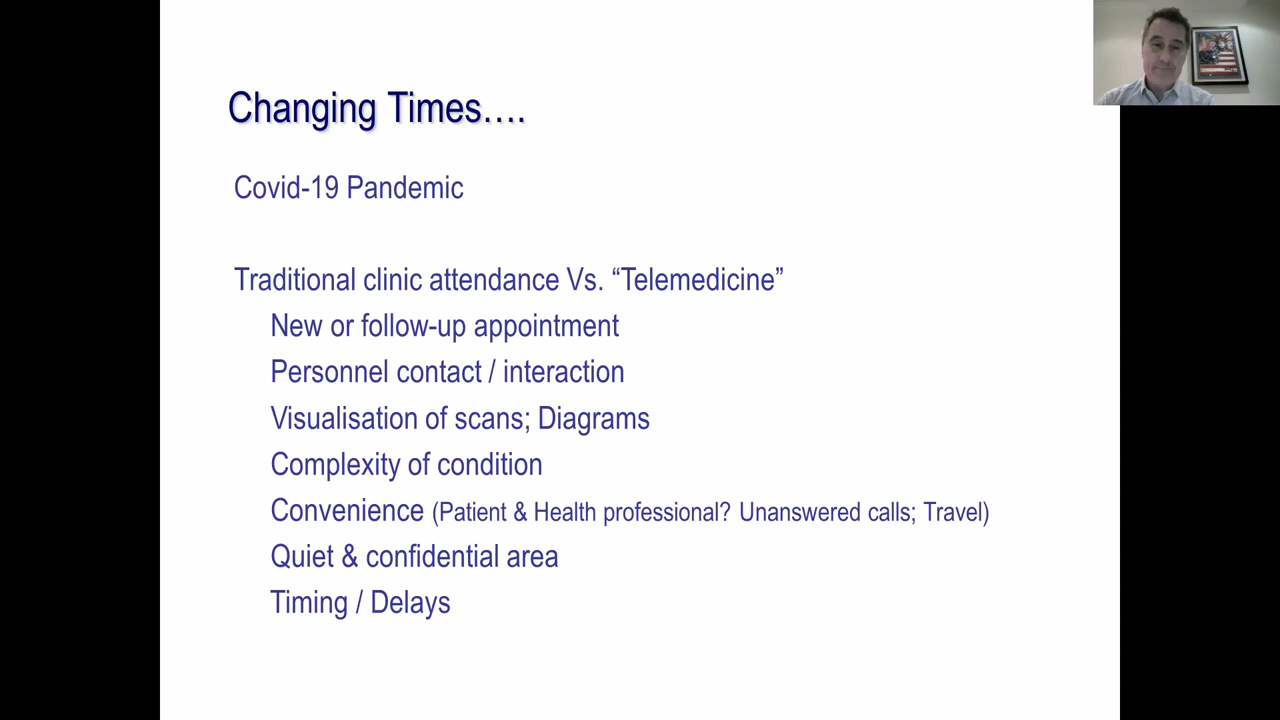 Changing Times….
Covid-19 Pandemic
Traditional clinic attendance Vs. “Telemedicine”
New or follow-up appointment
Personnel contact / interaction
Visualisation of scans; Diagrams
Complexity of condition
Convenience (Patient & Health professional? Unanswered calls; Travel)
Quiet & confidential area
Timing / Delays